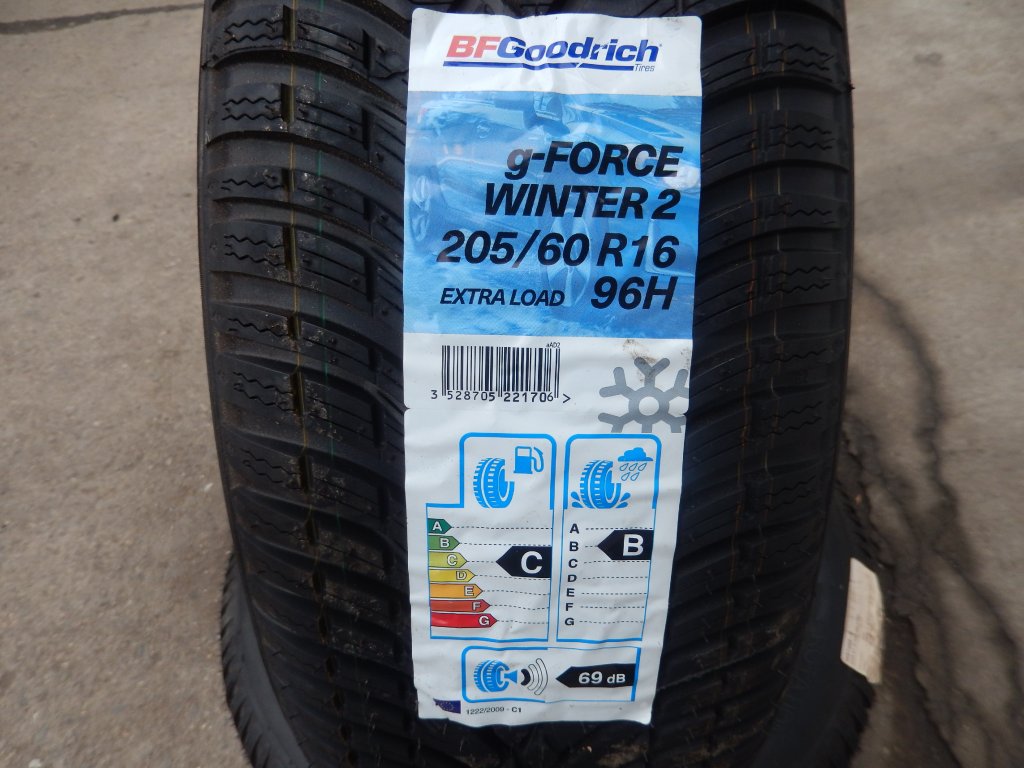 BFGoodrich
Tires
g-FORCE
WINTER 2
205/60 R16
EXTRA LOAD 96H
aAD2
3 528705 221706 >
A
B
C
D
E
F
G
C
A
B
C
D
E
F
G
B
69 dB
1222/2009 - C1